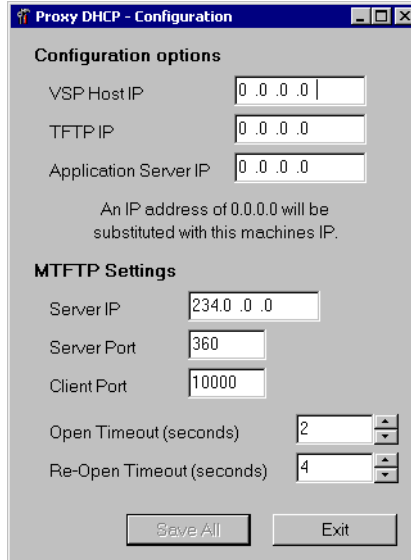 Proxy DHCP - Configuration
Configuration options
VSP Host IP 0 .0 .0 .0
TFTP IP 0 .0 .0 .0
Application Server IP 0 .0 .0 .0
An IP address of 0.0.0.0 will be
substituted with this machines IP.
MTFTP Settings
Server IP 234.0 .0 .0
Server Port 360
Client Port 10000
Open Timeout (seconds) 2
Re-Open Timeout (seconds) 4
Save All Exit